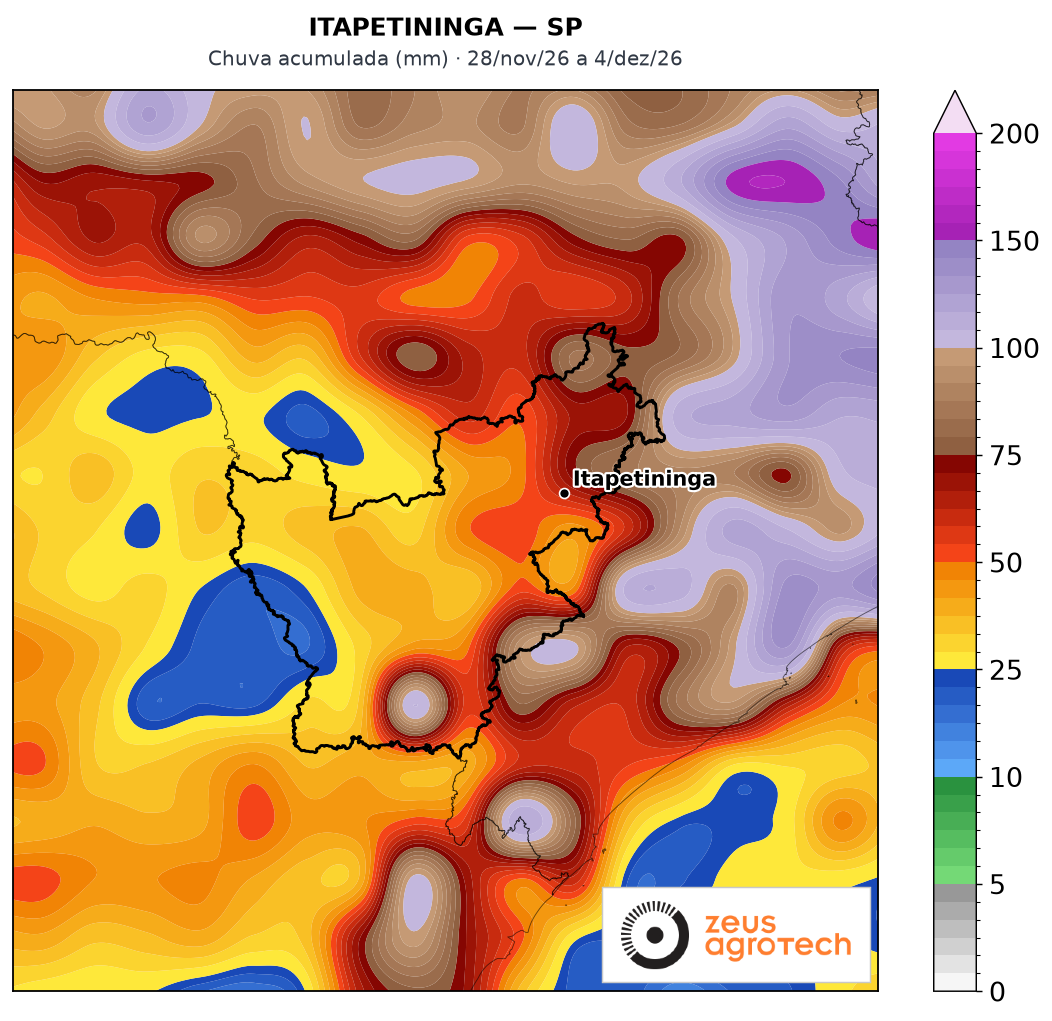 ITAPETININGA — SP
Chuva acumulada (mm) · 28/nov/26 a 4/dez/26
200
150
100
75
50
25
10
5
0
Itapetininga
zeus
agrotech